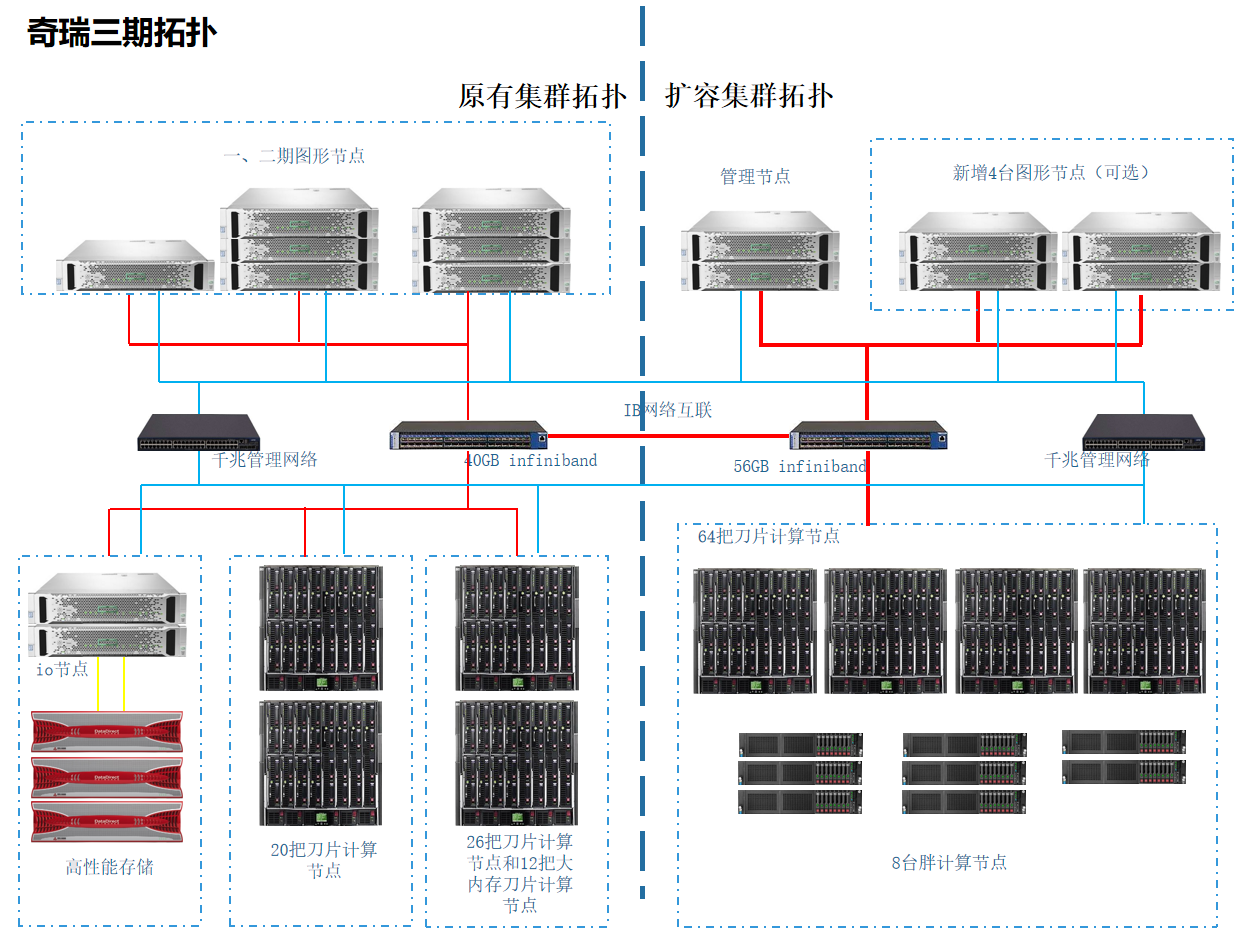 奇瑞三期拓扑
原有集群拓扑
扩容集群拓扑
一、二期图形节点
管理节点
新增4台图形节点（可选）
IB网络互联
千兆管理网络
40GB infiniband
56GB infiniband
千兆管理网络
64把刀片计算节点
io节点
DataDirect
DataDirect
DataDirect
高性能存储
20把刀片计算
节点
26把刀片计算
节点和12把大
内存刀片计算
节点
8台胖计算节点